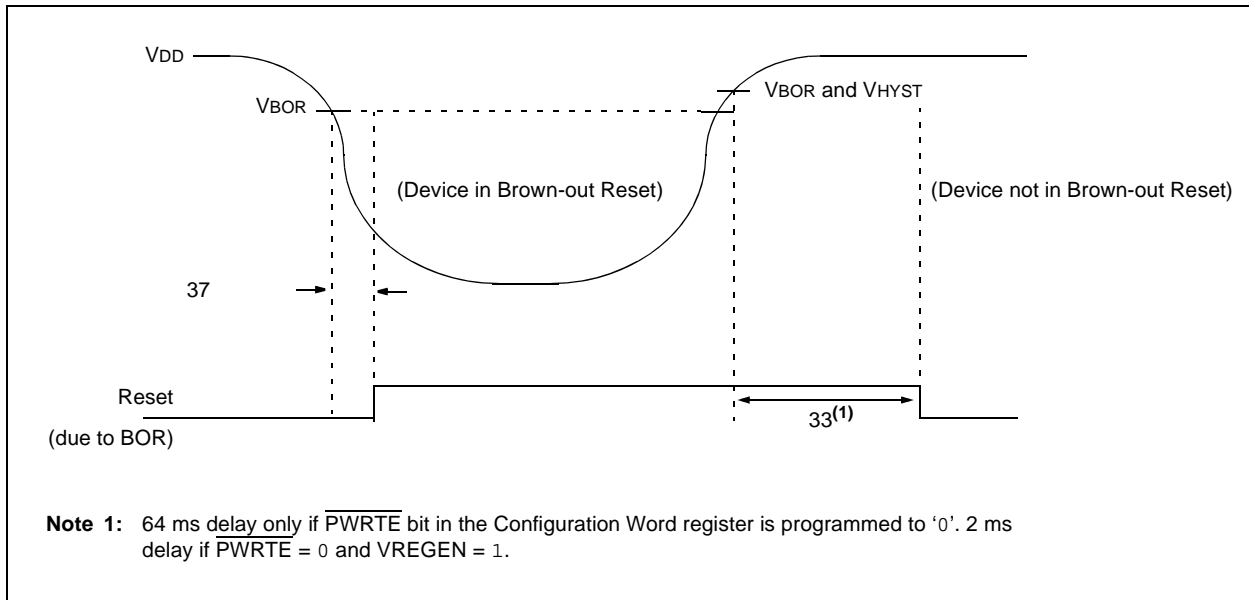 VDD
VBOR
VBOR and VHYST
(Device in Brown-out Reset)
(Device not in Brown-out Reset)
37
Reset
33(1)
(due to BOR)
Note 1: 64 ms delay only if PWRTE bit in the Configuration Word register is programmed to ‘0’. 2 ms
delay if PWRTE = 0 and VREGEN = 1.